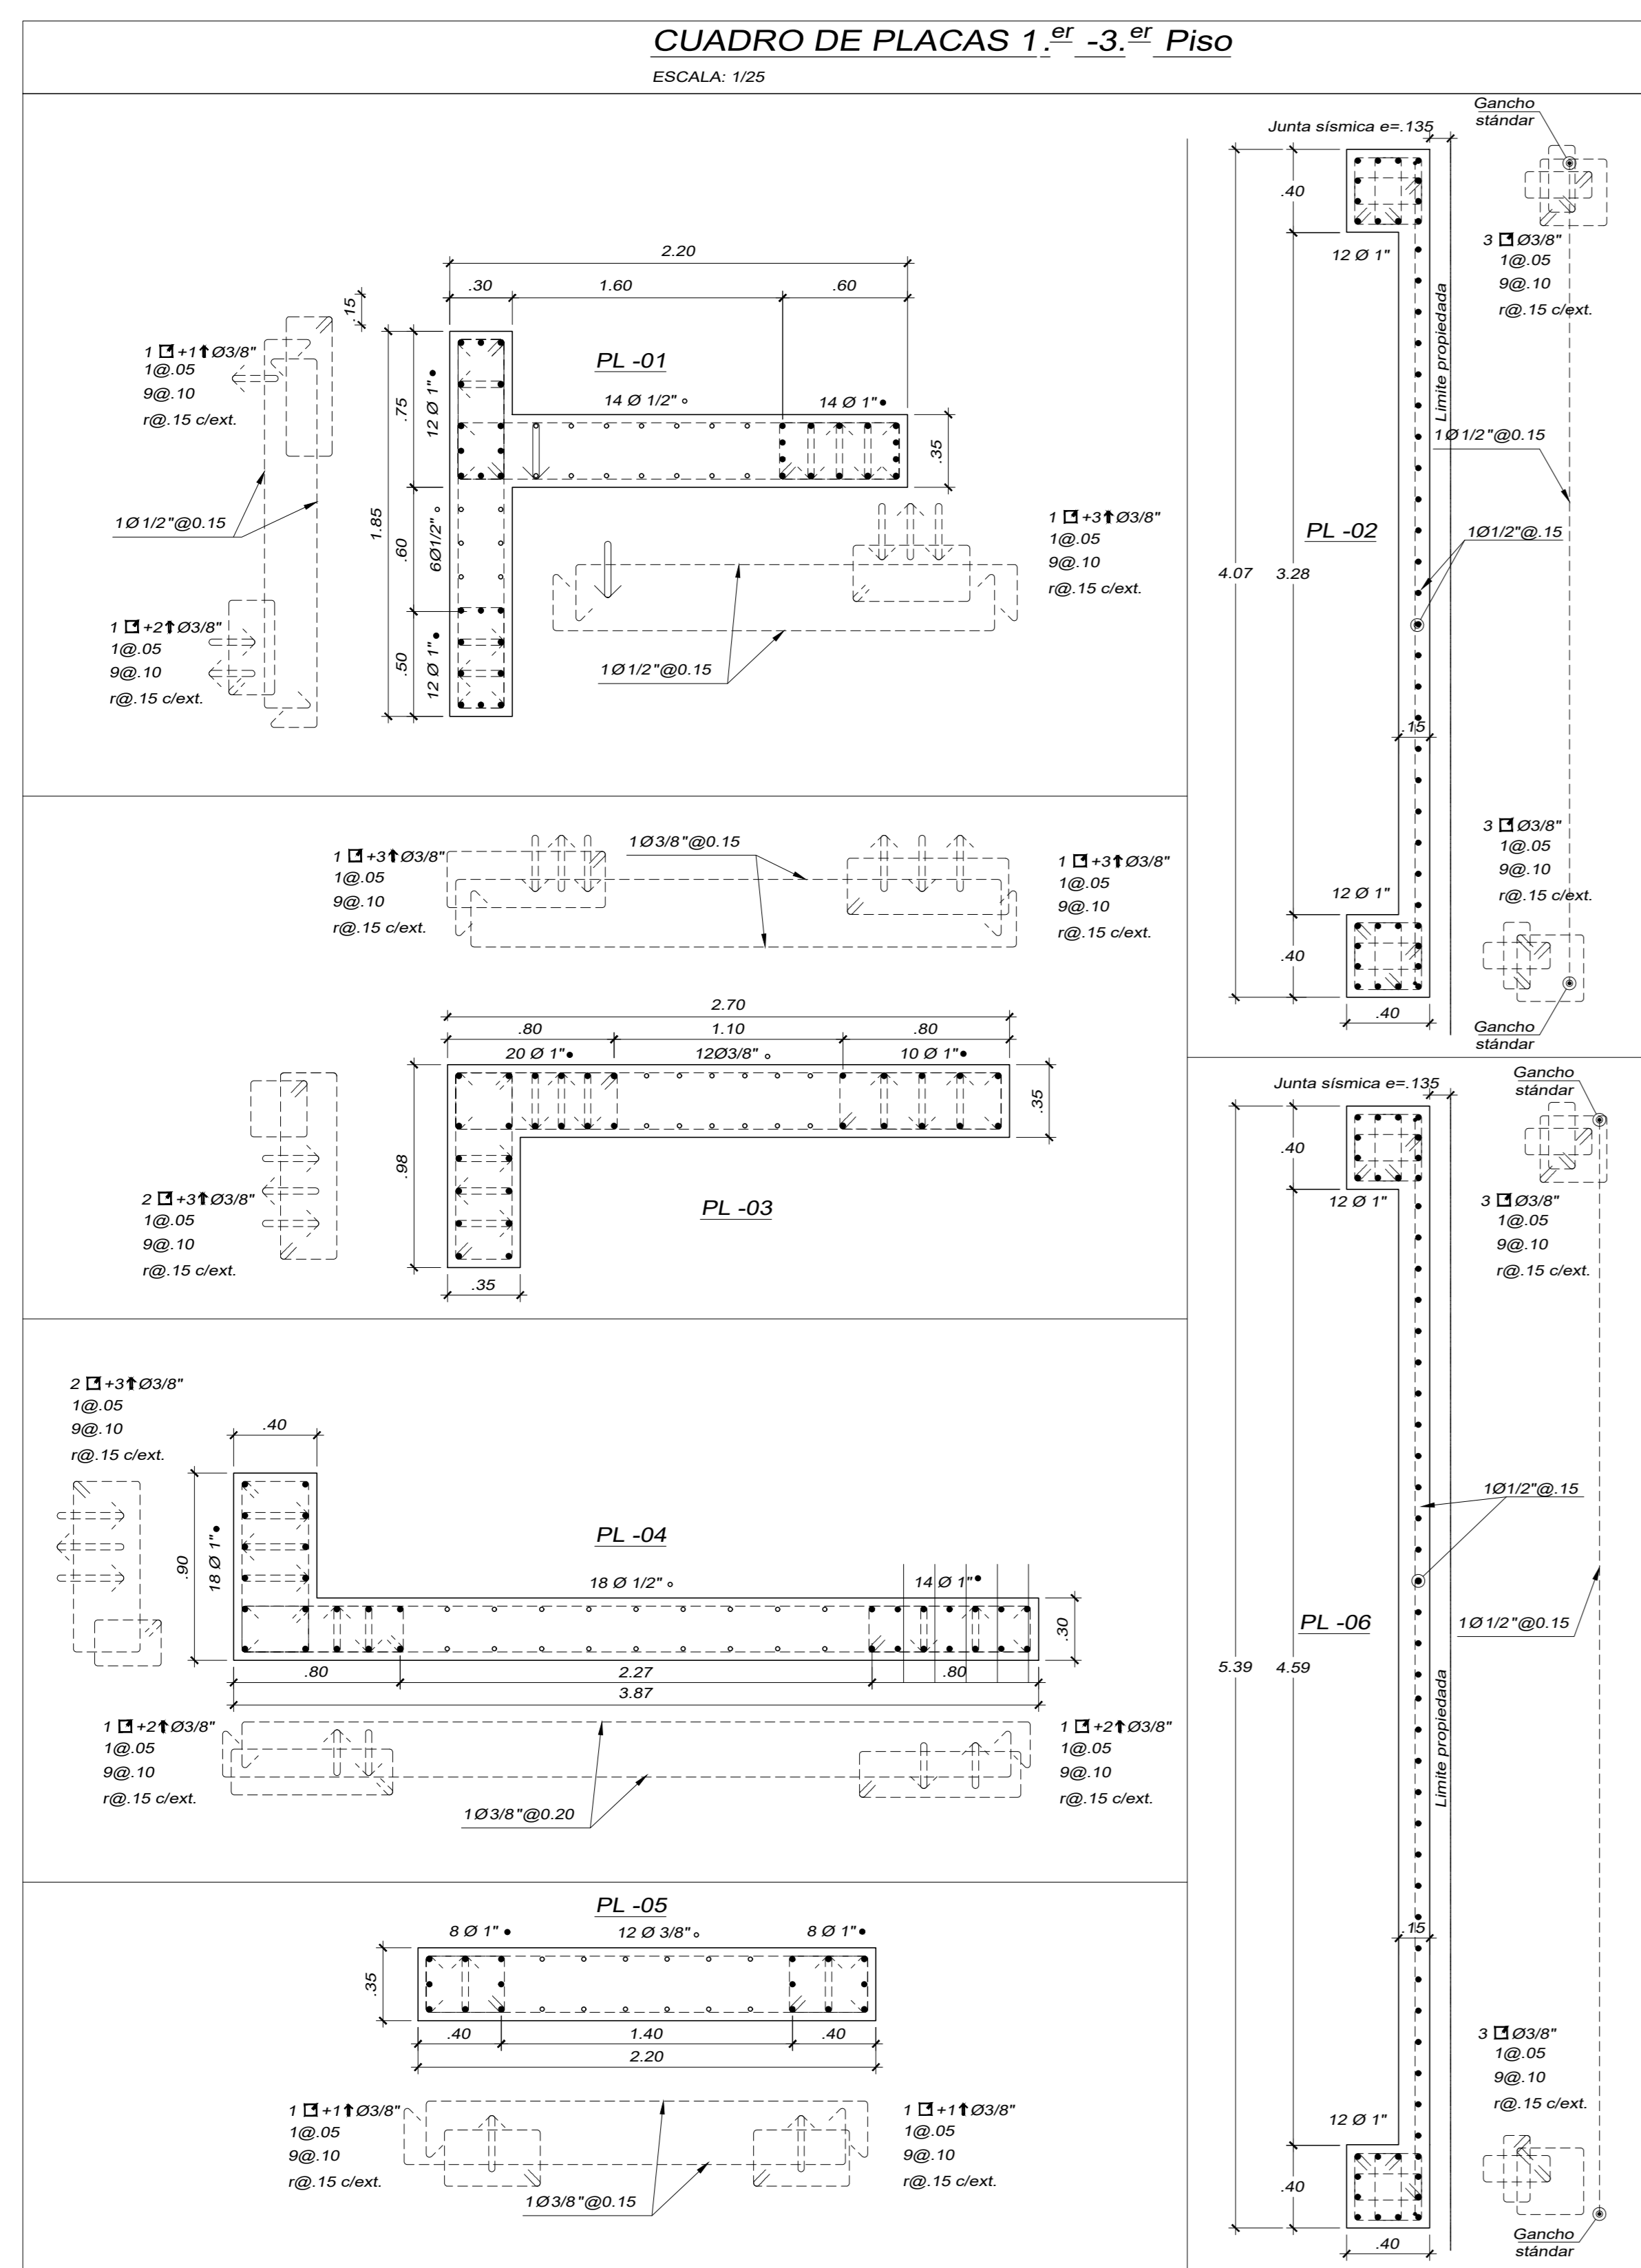 CUADRO DE PLACAS 1.er -3.er Piso
ESCALA: 1/25
2.20
.30
1.60
.60
.15
1 +1 Ø3/8"
1@.05
9@.10
r@.15 c/ext.
PL -01
.75
12 Ø 1"
14 Ø 1/2"
14 Ø 1"
.35
1.85
1Ø1/2"@0.15
.60
6Ø1/2"
1 +3 Ø3/8"
1@.05
9@.10
r@.15 c/ext.
1 +2 Ø3/8"
1@.05
9@.10
r@.15 c/ext.
.50
12 Ø 1"
1Ø1/2"@0.15
1 +3 Ø3/8"
1@.05
9@.10
r@.15 c/ext.
1Ø3/8"@0.15
1 +3 Ø3/8"
1@.05
9@.10
r@.15 c/ext.
2.70
.80
1.10
.80
20 Ø 1"
12Ø3/8"
10 Ø 1"
.35
.98
2 +3 Ø3/8"
1@.05
9@.10
r@.15 c/ext.
PL -03
.35
2 +3 Ø3/8"
1@.05
9@.10
r@.15 c/ext.
.40
.90
18 Ø 1"
PL -04
18 Ø 1/2"
14 Ø 1"
.30
.80
2.27
.80
3.87
1 +2 Ø3/8"
1@.05
9@.10
r@.15 c/ext.
1Ø3/8"@0.20
1 +2 Ø3/8"
1@.05
9@.10
r@.15 c/ext.
PL -05
8 Ø 1"
12 Ø 3/8"
8 Ø 1"
.35
.40
1.40
.40
2.20
1 +1 Ø3/8"
1@.05
9@.10
r@.15 c/ext.
1Ø3/8"@0.15
1 +1 Ø3/8"
1@.05
9@.10
r@.15 c/ext.
Gancho
stándar
Junta sísmica e=.135
.40
12 Ø 1"
3 Ø3/8"
1@.05
9@.10
r@.15 c/ext.
Limite propiedada
1Ø1/2"@0.15
PL -02
1Ø1/2"@.15
4.07
3.28
.15
3 Ø3/8"
1@.05
9@.10
r@.15 c/ext.
12 Ø 1"
.40
.40
Gancho
stándar
Gancho
stándar
Junta sísmica e=.135
.40
12 Ø 1"
3 Ø3/8"
1@.05
9@.10
r@.15 c/ext.
1Ø1/2"@.15
PL -06
1Ø1/2"@0.15
5.39
4.59
Limite propiedada
.15
3 Ø3/8"
1@.05
9@.10
r@.15 c/ext.
12 Ø 1"
.40
.40
Gancho
stándar